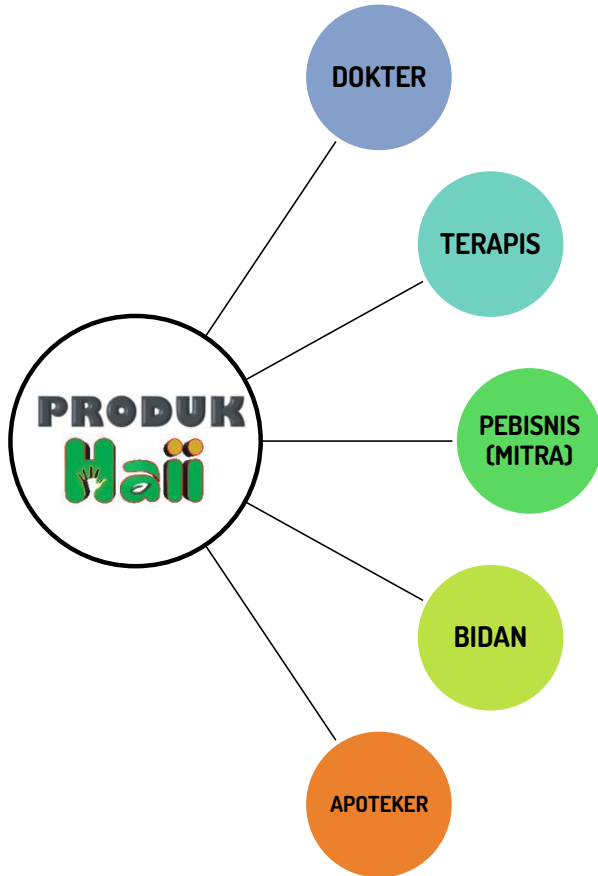 DOKTER
TERAPIS
PRODUK
Haii
PEBISNIS
(MITRA)
BIDAN
APOTEKER